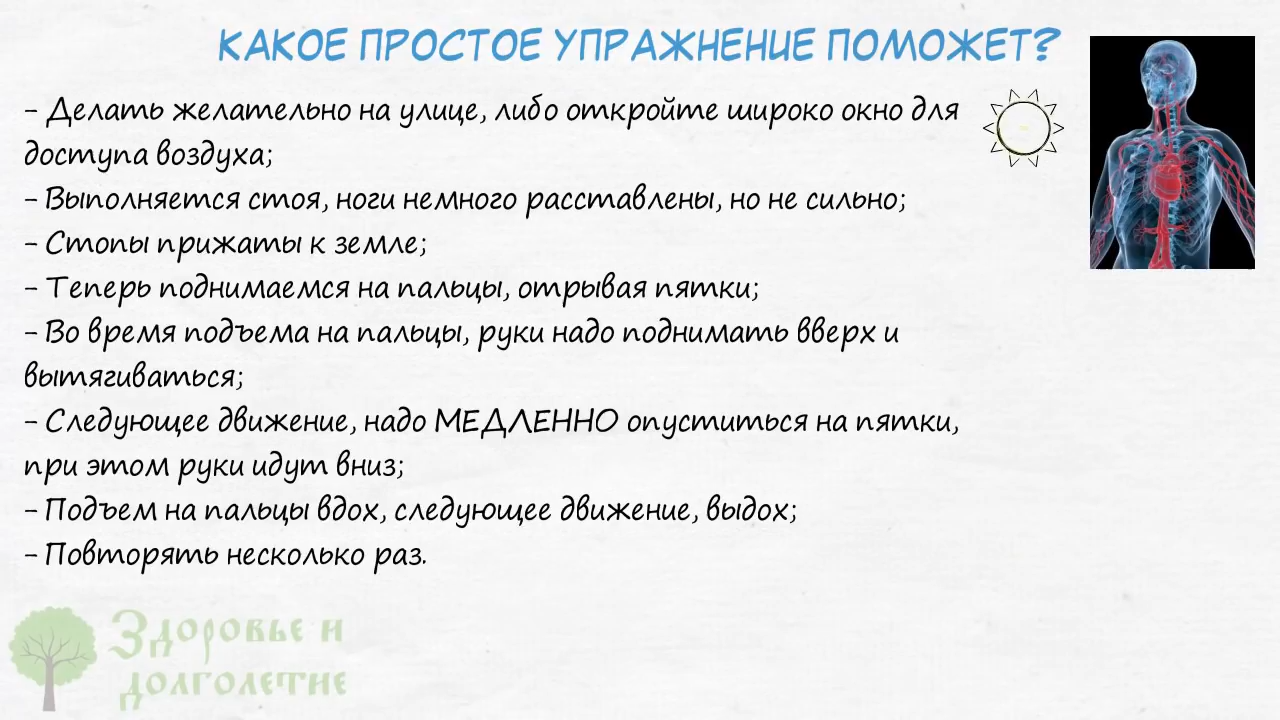 КАКОЕ ПРОСТОЕ УПРАЖНЕНИЕ ПОМОЖЕТ?
- Делать желательно на улице, либо откройте широко окно для
доступа воздуха;
- Выполняется стоя, ноги немного расставлены, но не сильно;
- Стопы прижаты к земле;
- Теперь поднимаемся на пальцы, отрывая пятки;
- Во время подъема на пальцы, руки надо поднимать вверх и
вытягиваться;
- Следующее движение, надо МЕДЛЕННО опуститься на пятки,
при этом руки идут вниз;
- Подъем на пальцы вдох, следующее движение, выдох;
- Повторять несколько раз.
Здоровье и
долголетие